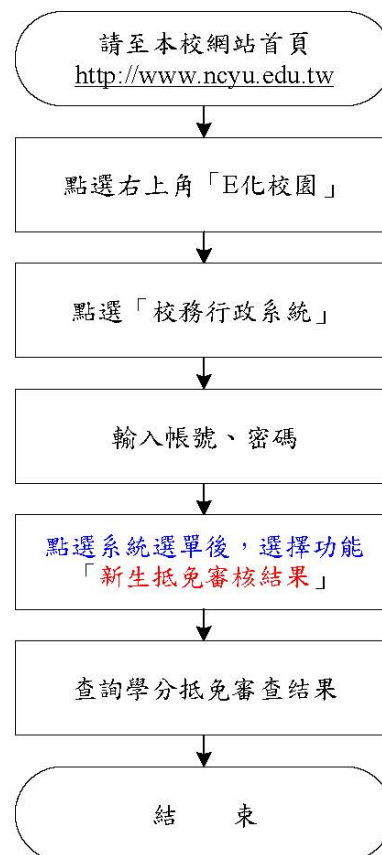 請至本校網站首頁
http://www.ncyu.edu.tw
點選右上角「E化校園」
點選「校務行政系統」
輸入帳號、密碼
點選系統選單後，選擇功能
「新生抵免審核結果」
查詢學分抵免審查结果
結　　束